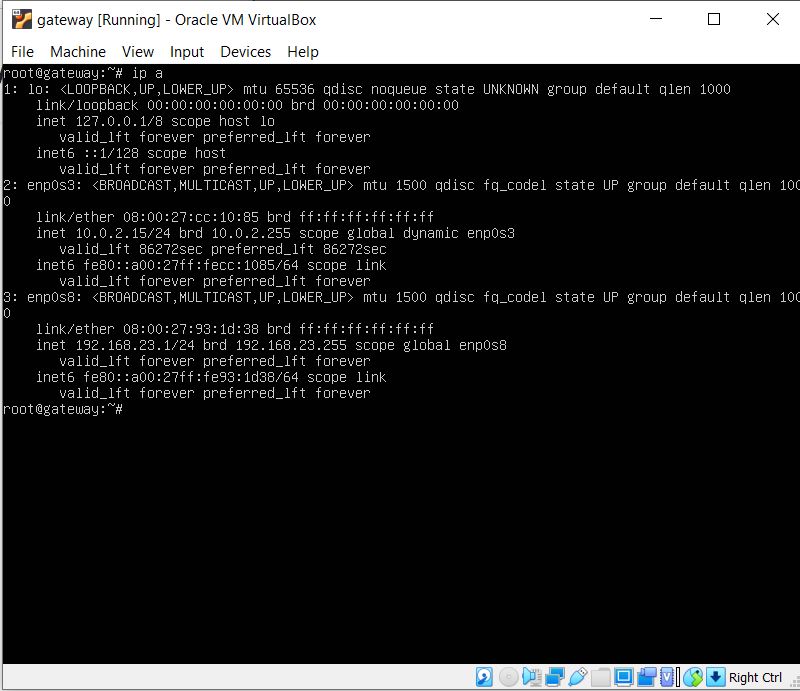 gateway [Running] - Oracle VM VirtualBox
File Machine View Input Devices Help
root@gateway:~# ip a
1: lo: <LOOPBACK,UP,LOWER_UP> mtu 65536 qdisc noqueue state UNKNOWN group default qlen 1000
    link/loopback 00:00:00:00:00:00 brd 00:00:00:00:00:00
    inet 127.0.0.1/8 scope host lo
       valid_lft forever preferred_lft forever
    inet6 ::1/128 scope host
       valid_lft forever preferred_lft forever
2: enp0s3: <BROADCAST,MULTICAST,UP,LOWER_UP> mtu 1500 qdisc fq_codel state UP group default qlen 100
0
    link/ether 08:00:27:cc:10:85 brd ff:ff:ff:ff:ff:ff
    inet 10.0.2.15/24 brd 10.0.2.255 scope global dynamic enp0s3
       valid_lft 86272sec preferred_lft 86272sec
    inet6 fe80::a00:27ff:fecc:1085/64 scope link
       valid_lft forever preferred_lft forever
3: enp0s8: <BROADCAST,MULTICAST,UP,LOWER_UP> mtu 1500 qdisc fq_codel state UP group default qlen 100
0
    link/ether 08:00:27:93:1d:38 brd ff:ff:ff:ff:ff:ff
    inet 192.168.23.1/24 brd 192.168.23.255 scope global enp0s8
       valid_lft forever preferred_lft forever
    inet6 fe80::a00:27ff:fe93:1d38/64 scope link
       valid_lft forever preferred_lft forever
root@gateway:~#
Right Ctrl